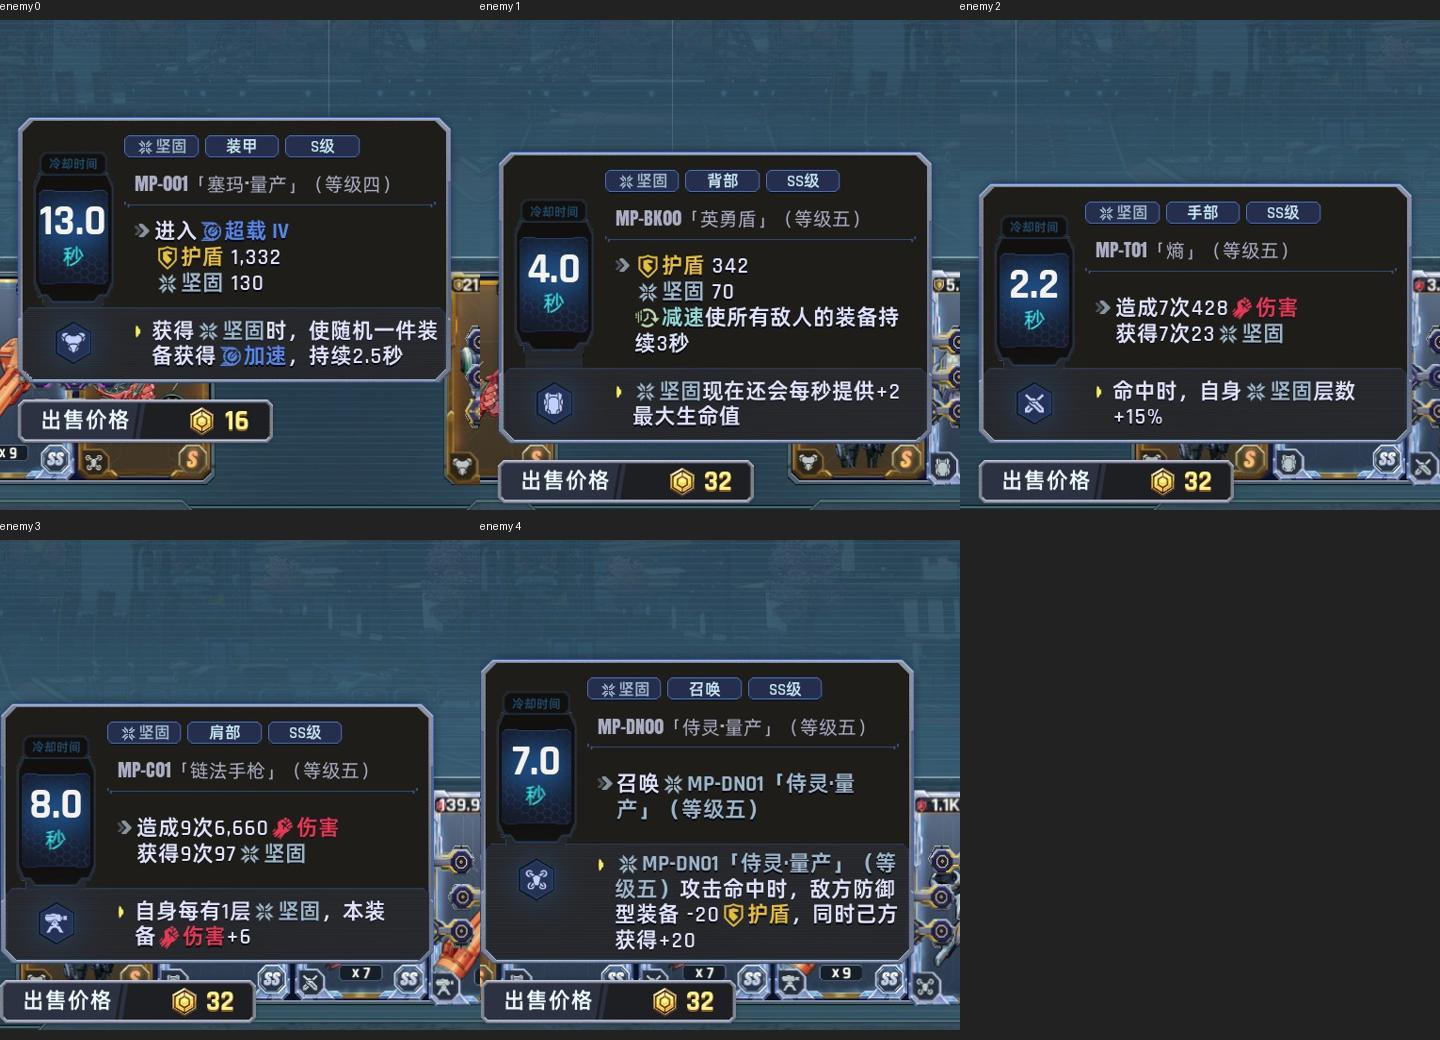 enemy0
冷却时间
坚固 装甲 S级
MP-001「塞玛·量产」（等级四）
13.0
秒
进入 超载 IV
护盾 1,332
坚固 130
获得 坚固时，使随机一件装
备获得 加速，持续2.5秒
出售价格 16
x 9
SS
S
enemy1
21
冷却时间
坚固 背部 SS级
MP-BK00「英勇盾」（等级五）
4.0
秒
护盾 342
坚固 70
减速使所有敌人的装备持
续3秒
坚固现在还会每秒提供+2
最大生命值
出售价格 32
S
S
enemy2
冷却时间
坚固 手部 SS级
MP-T01「熵」（等级五）
2.2
秒
造成7次428 伤害
获得7次23 坚固
命中时，自身 坚固层数
+15%
出售价格 32
S
SS
enemy3
冷却时间
坚固 肩部 SS级
MP-C01「链法手枪」（等级五）
8.0
秒
造成9次6,660 伤害
获得9次97 坚固
自身每有1层 坚固，本装
备 伤害+6
139.9
出售价格 32
SS
x 7
SS
enemy4
冷却时间
坚固 召唤 SS级
MP-DN00「侍灵·量产」（等级五）
7.0
秒
召唤 MP-DN01「侍灵·量
产」（等级五）
MP-DN01「侍灵·量产」（等
级五）攻击命中时，敌方防御
型装备 -20 护盾，同时己方
获得+20
1.1K
出售价格 32
SS
x 7
SS
x 9
SS